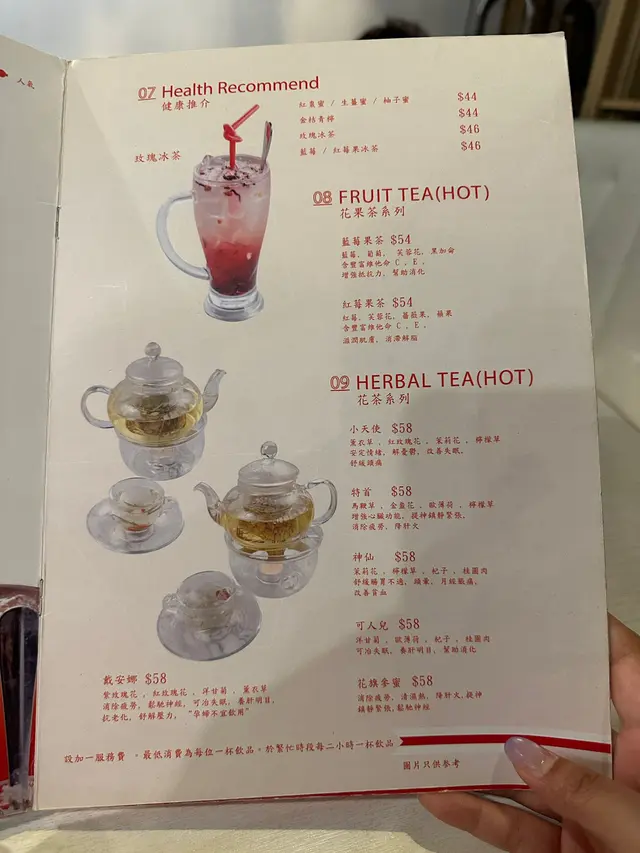 人氣
07 Health Recommend
健康推介
紅棗蜜 / 生薑蜜 / 柚子蜜 $44
金桔青檸 $44
玫瑰冰茶 $46
藍莓 / 紅莓果冰茶 $46
玫瑰冰茶
08 FRUIT TEA(HOT)
花果茶系列
藍莓果茶 $54
藍莓, 葡萄, 芙蓉花, 黑加侖
含豐富維他命 C , E ,
增強抵抗力, 幫助消化
紅莓果茶 $54
紅莓, 芙蓉花, 薔薇果, 蘋果
含豐富維他命 C , E ,
滋潤肌膚, 消滯解脂
09 HERBAL TEA(HOT)
花茶系列
小天使 $58
薰衣草 , 紅玫瑰花 , 茉莉花 , 檸檬草
安定情緒, 解憂鬱, 改善失眠,
舒緩頭痛
特首 $58
馬鞭草 , 金盞花 , 歐薄荷 , 檸檬草
增強心臟功能, 提神鎮靜緊張,
消除疲勞, 降肝火
神仙 $58
茉莉花 , 檸檬草 , 杞子 , 桂圓肉
舒緩腸胃不適, 頭暈, 月經骶痛,
改善貧血
可人兒 $58
洋甘菊 , 歐薄荷 , 杞子 , 桂圓肉
可治失眠, 養肝明目, 幫助消化
花旗參蜜 $58
消除疲勞, 清濕熱, 降肝火,提神
鎮靜緊張,鬆馳神經
戴安娜 $58
紫玫瑰花 , 紅玫瑰花 , 洋甘菊 , 薰衣草
消除疲勞, 鬆馳神經, 可治失眠, 養肝明目,
抗老化, 舒解壓力, “孕婦不宜飲用”
設加一服務費 。最低消費為每位一杯飲品。於繁忙時段每二小時一杯飲品
圖片只供參考